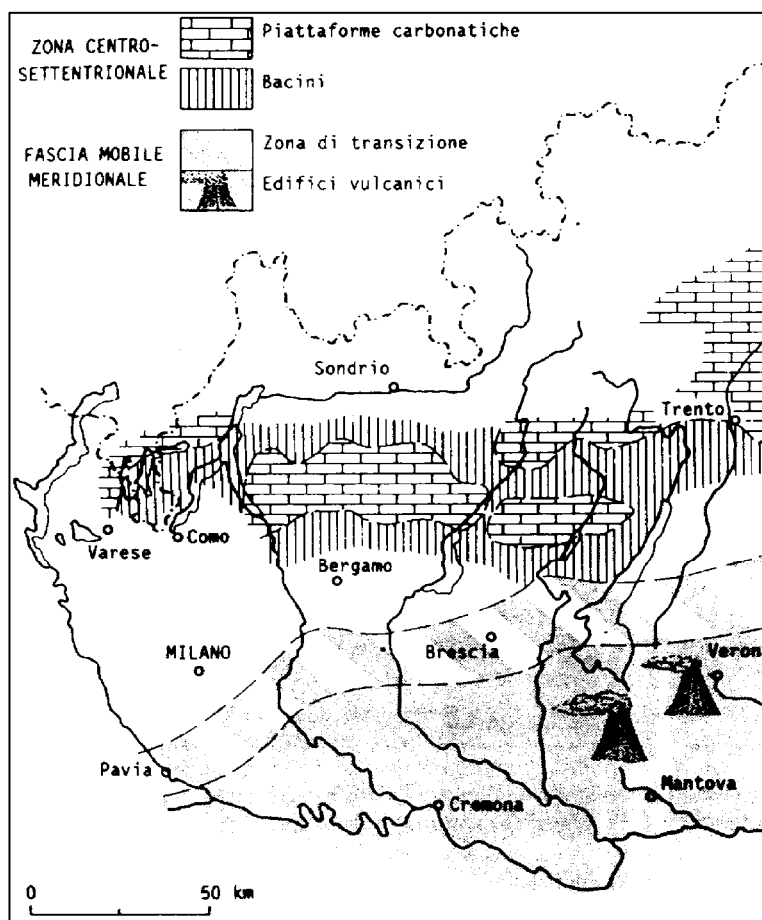 ZONA CENTRO-
SETTENTRIONALE
Piattaforme carbonatiche
Bacini
FASCIA MOBILE
MERIDIONALE
Zona di transizione
Edifici vulcanici
Sondrio
Trento
Varese
Como
Bergamo
MILANO
Brescia
Veron
Pavia
Cremona
Mantova
0 50 km